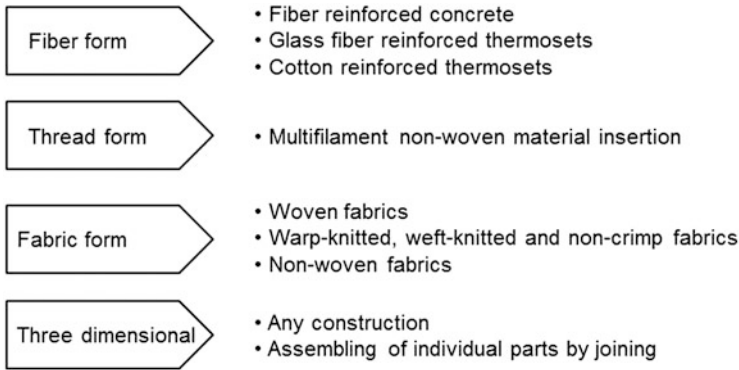 Fiber form
• Fiber reinforced concrete
• Glass fiber reinforced thermosets
• Cotton reinforced thermosets
Thread form
• Multifilament non-woven material insertion
Fabric form
• Woven fabrics
• Warp-knitted, weft-knitted and non-crimp fabrics
• Non-woven fabrics
Three dimensional
• Any construction
• Assembling of individual parts by joining